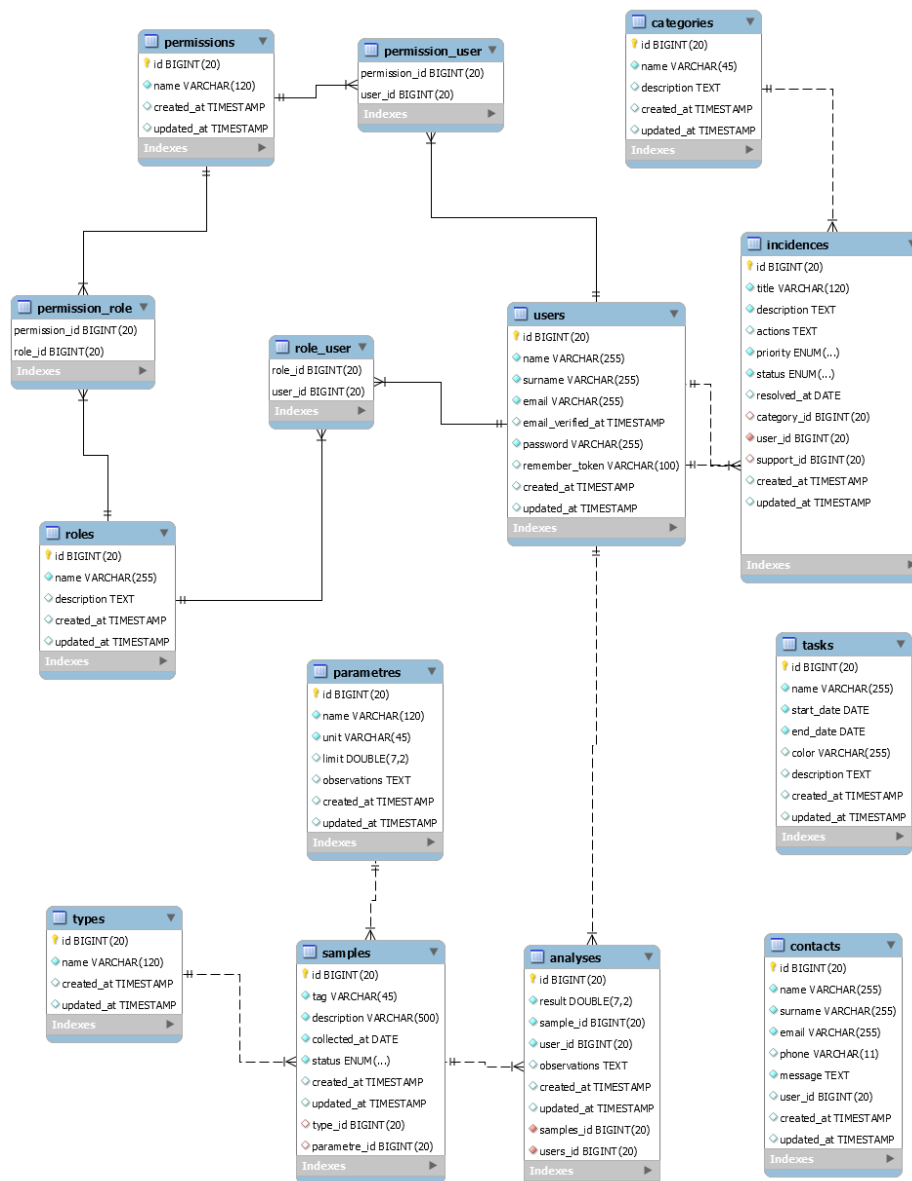 permissions
id BIGINT(20)
name VARCHAR(120)
created_at TIMESTAMP
updated_at TIMESTAMP
Indexes
permission_user
permission_id BIGINT(20)
user_id BIGINT(20)
Indexes
categories
id BIGINT(20)
name VARCHAR(45)
description TEXT
created_at TIMESTAMP
updated_at TIMESTAMP
Indexes
incidences
id BIGINT(20)
title VARCHAR(120)
description TEXT
actions TEXT
priority ENUM(...)
status ENUM(...)
resolved_at DATE
category_id BIGINT(20)
user_id BIGINT(20)
support_id BIGINT(20)
created_at TIMESTAMP
updated_at TIMESTAMP
Indexes
permission_role
permission_id BIGINT(20)
role_id BIGINT(20)
Indexes
role_user
role_id BIGINT(20)
user_id BIGINT(20)
Indexes
users
id BIGINT(20)
name VARCHAR(255)
surname VARCHAR(255)
email VARCHAR(255)
email_verified_at TIMESTAMP
password VARCHAR(255)
remember_token VARCHAR(100)
created_at TIMESTAMP
updated_at TIMESTAMP
Indexes
roles
id BIGINT(20)
name VARCHAR(255)
description TEXT
created_at TIMESTAMP
updated_at TIMESTAMP
Indexes
parametres
id BIGINT(20)
name VARCHAR(120)
unit VARCHAR(45)
limit DOUBLE(7,2)
observations TEXT
created_at TIMESTAMP
updated_at TIMESTAMP
Indexes
tasks
id BIGINT(20)
name VARCHAR(255)
start_date DATE
end_date DATE
color VARCHAR(255)
description TEXT
created_at TIMESTAMP
updated_at TIMESTAMP
Indexes
types
id BIGINT(20)
name VARCHAR(120)
created_at TIMESTAMP
updated_at TIMESTAMP
Indexes
samples
id BIGINT(20)
tag VARCHAR(45)
description VARCHAR(500)
collected_at DATE
status ENUM(...)
created_at TIMESTAMP
updated_at TIMESTAMP
type_id BIGINT(20)
parametre_id BIGINT(20)
Indexes
analyses
id BIGINT(20)
result DOUBLE(7,2)
sample_id BIGINT(20)
user_id BIGINT(20)
observations TEXT
created_at TIMESTAMP
updated_at TIMESTAMP
samples_id BIGINT(20)
users_id BIGINT(20)
Indexes
contacts
id BIGINT(20)
name VARCHAR(255)
surname VARCHAR(255)
email VARCHAR(255)
phone VARCHAR(11)
message TEXT
user_id BIGINT(20)
created_at TIMESTAMP
updated_at TIMESTAMP
Indexes